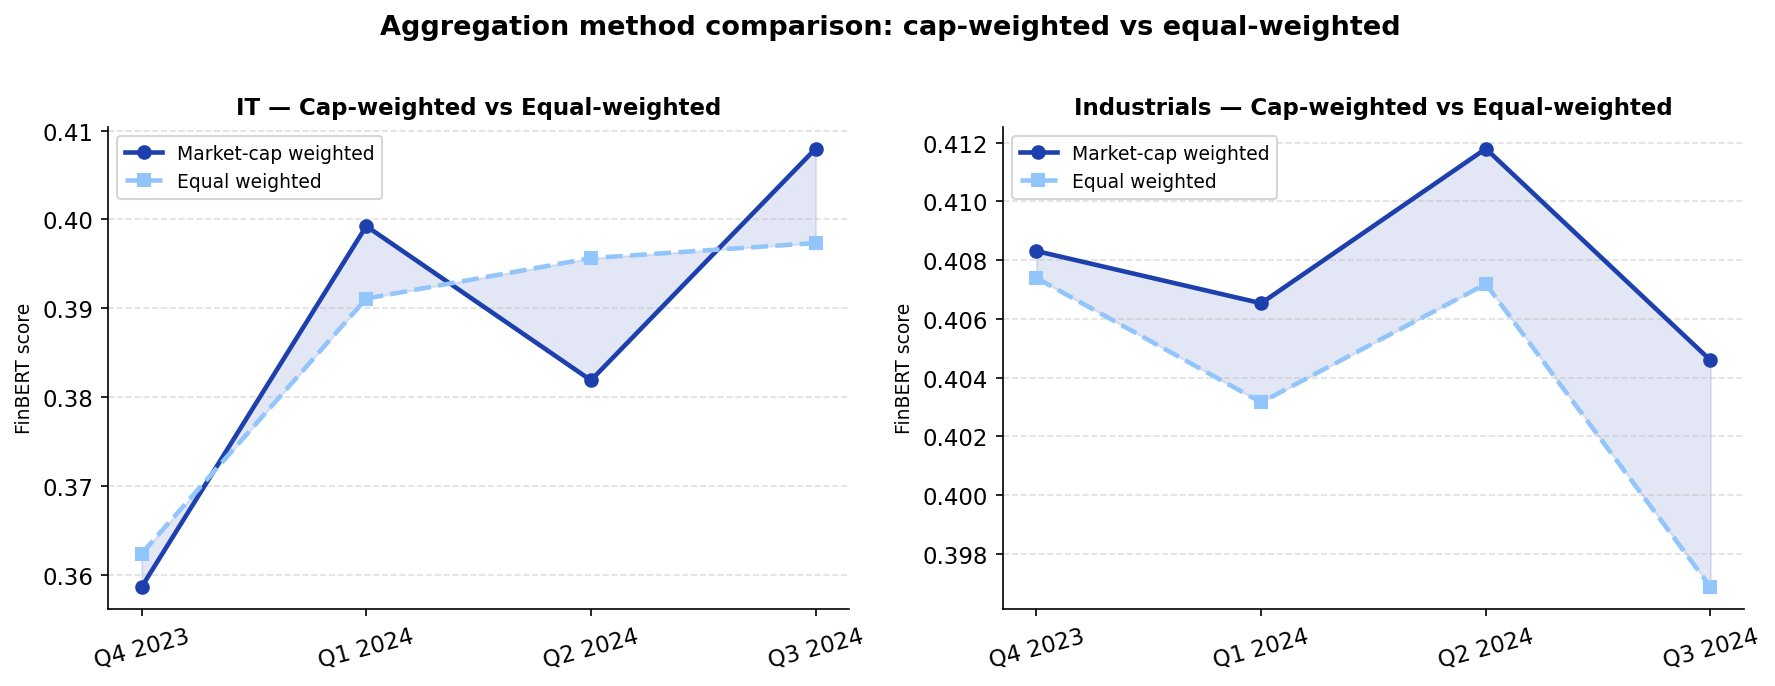 Aggregation method comparison: cap-weighted vs equal-weighted
IT — Cap-weighted vs Equal-weighted
Market-cap weighted
Equal weighted
FinBERT score
0.41
0.40
0.39
0.38
0.37
0.36
Q4 2023
Q1 2024
Q2 2024
Q3 2024
Industrials — Cap-weighted vs Equal-weighted
Market-cap weighted
Equal weighted
FinBERT score
0.412
0.410
0.408
0.406
0.404
0.402
0.400
0.398
Q4 2023
Q1 2024
Q2 2024
Q3 2024